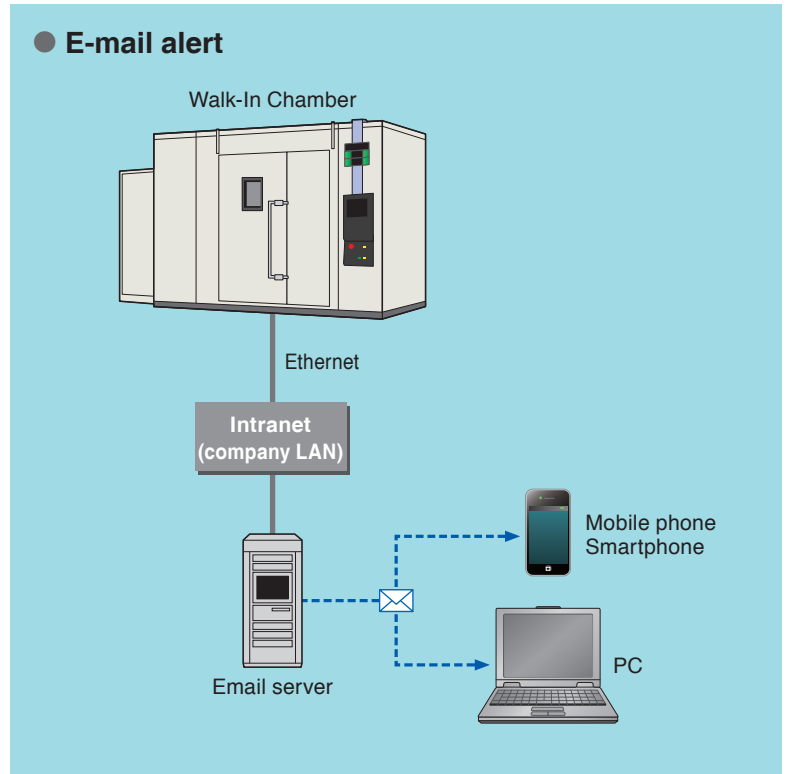 E-mail alert
Walk-In Chamber
Ethernet
Intranet
(company LAN)
Mobile phone
Smartphone
PC
Email server